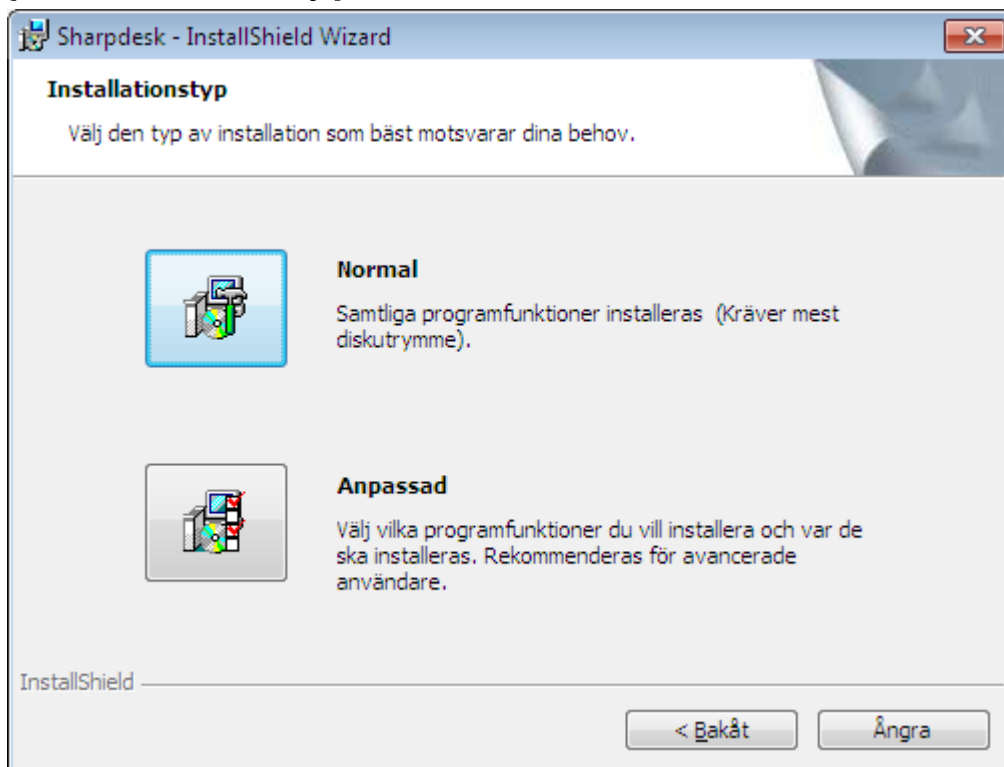 Sharpdesk - InstallShield Wizard
Installationstyp
Välj den typ av installation som bäst motsvarar dina behov.
Normal
Samtliga programfunktioner installeras  (Kräver mest
diskutrymme).
Anpassad
Välj vilka programfunktioner du vill installera och var de
ska installeras. Rekommenderas för avancerade
användare.
InstallShield
< Bakåt
Ångra